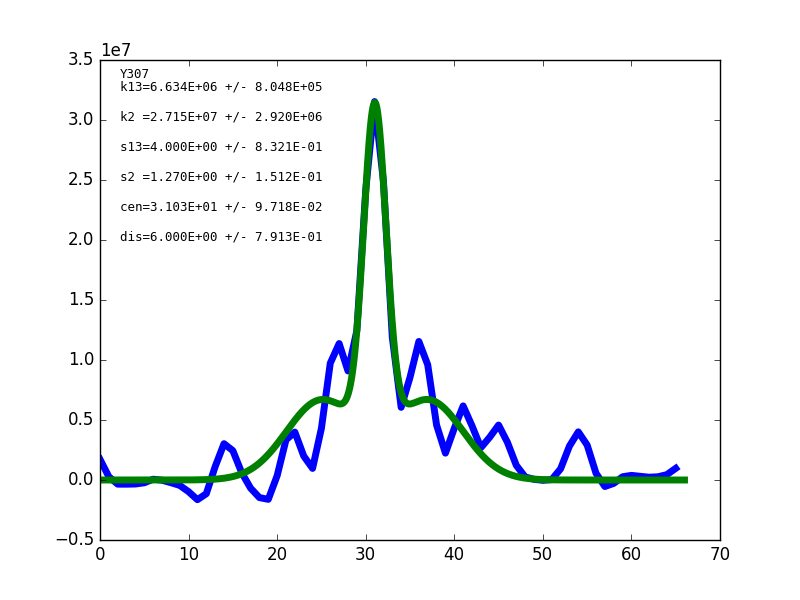 1e7
3.5
3.0
2.5
2.0
1.5
1.0
0.5
0.0
−0.5
Y307
k13=6.634E+06 +/- 8.048E+05
k2 =2.715E+07 +/- 2.920E+06
s13=4.000E+00 +/- 8.321E-01
s2 =1.270E+00 +/- 1.512E-01
cen=3.103E+01 +/- 9.718E-02
dis=6.000E+00 +/- 7.913E-01
0 10 20 30 40 50 60 70